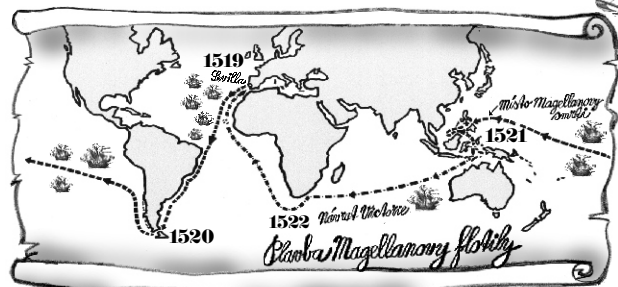 1519
Sevilla
Místo Magellanovy
smrti
1521
1520
1522
Návrat Victorie
Plavba Magellanovy flotily